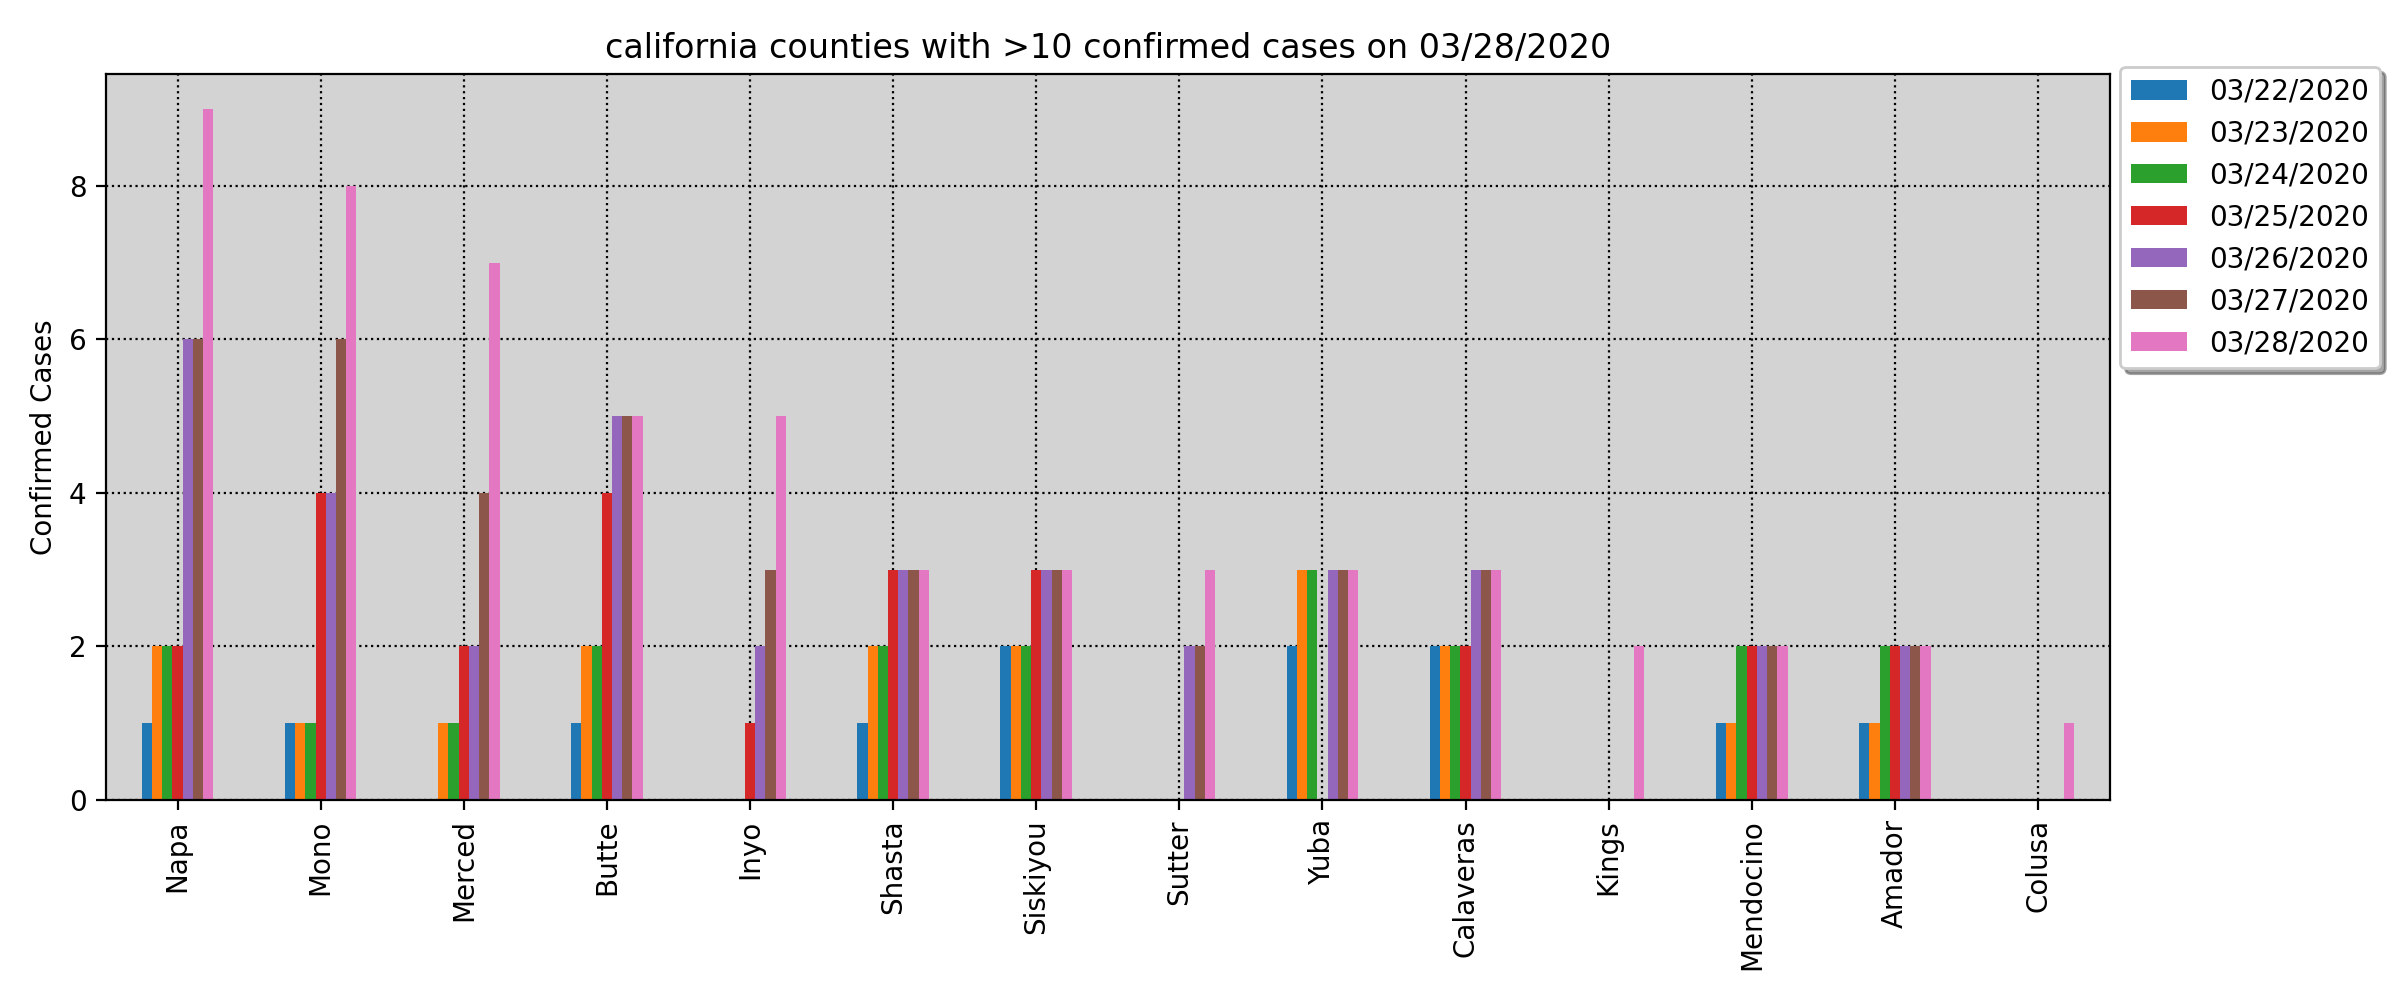 california counties with >10 confirmed cases on 03/28/2020
Confirmed Cases
8
6
4
2
0
Napa
Mono
Merced
Butte
Inyo
Shasta
Siskiyou
Sutter
Yuba
Calaveras
Kings
Mendocino
Amador
Colusa
03/22/2020
03/23/2020
03/24/2020
03/25/2020
03/26/2020
03/27/2020
03/28/2020